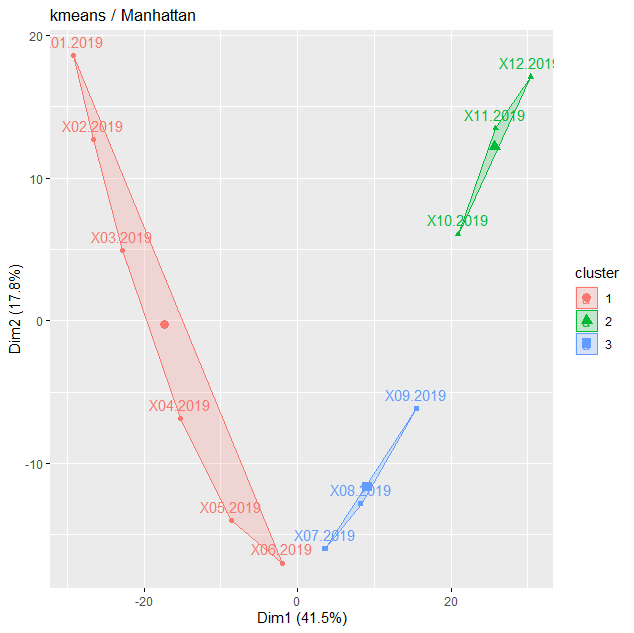 kmeans / Manhattan
20
10
0
-10
-20
0
20
Dim2 (17.8%)
Dim1 (41.5%)
01.2019
X02.2019
X03.2019
X04.2019
X05.2019
X06.2019
X07.2019
X08.2019
X09.2019
X10.2019
X11.2019
X12.2019
cluster
1
2
3